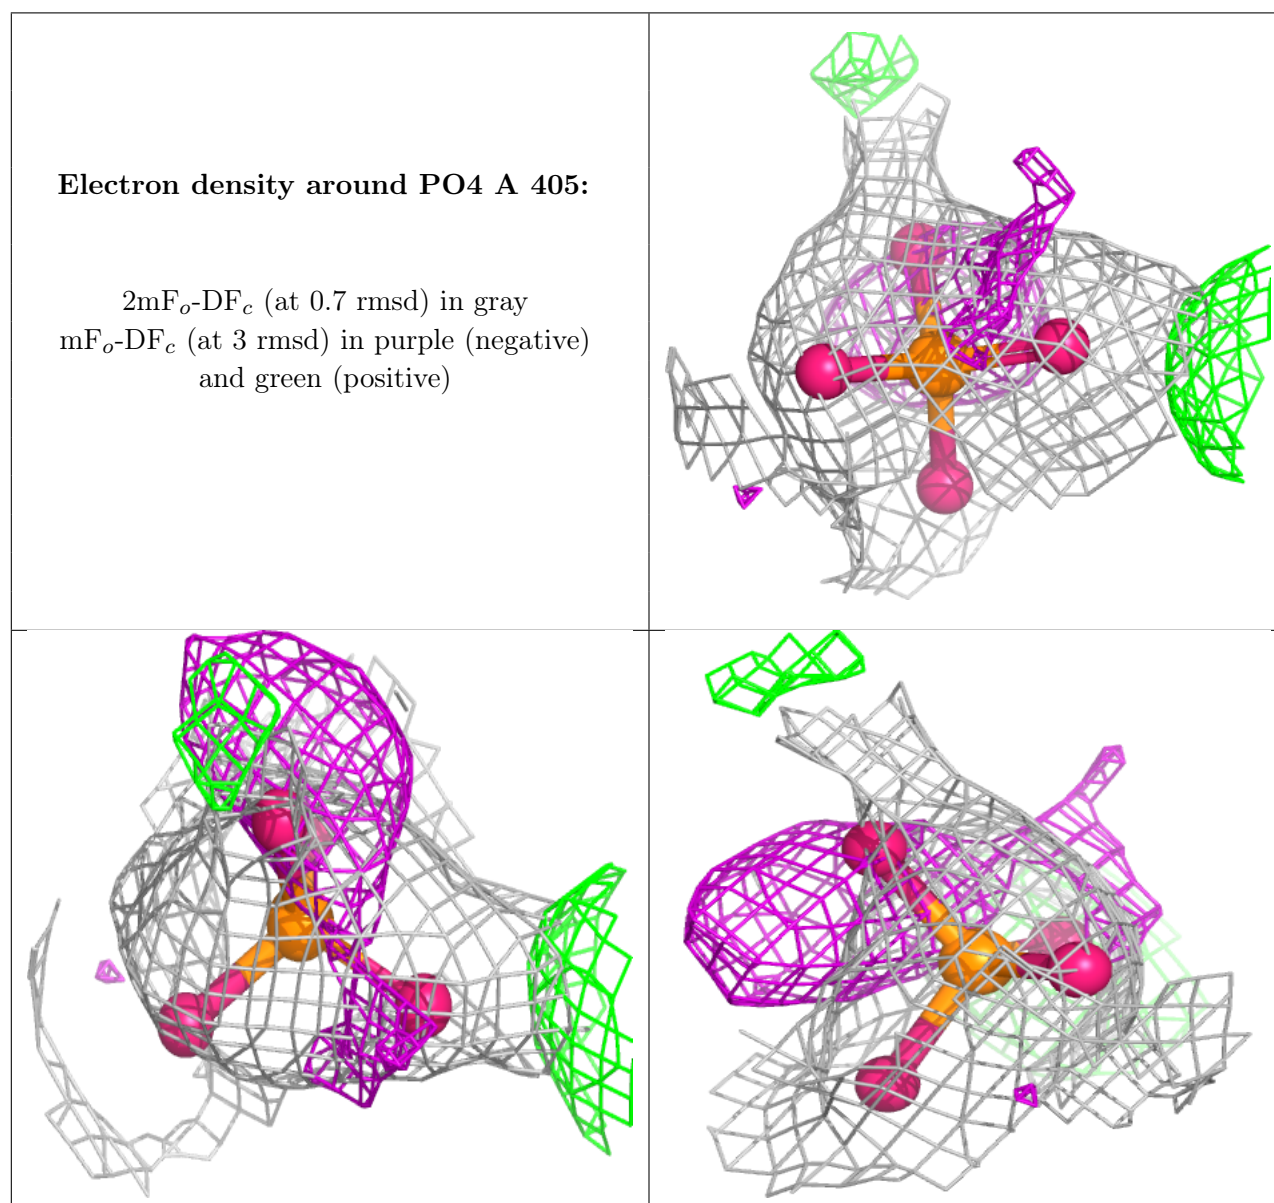 Electron density around PO4 A 405:
2mFo-DFc (at 0.7 rmsd) in gray
mFo-DFc (at 3 rmsd) in purple (negative)
and green (positive)